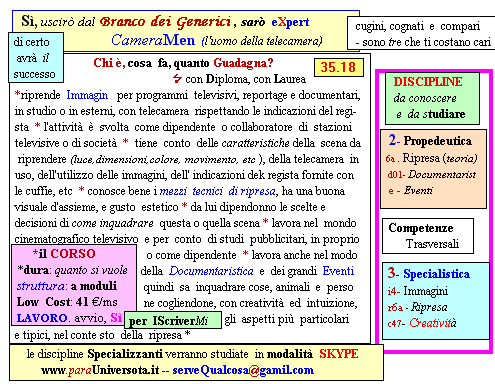 Sì, uscirò dal Branco dei Generici , sarò eXpert
CameraMen (l'uomo della telecamera)
cugini, cognati e compari
- sono tre che ti costano cari
di certo
avrà il
successo
Chi è, cosa fa, quanto Guadagna?
con Diploma, con Laurea
35.18
*riprende Immagin per programmi televisivi, reportage e documentari,
in studio o in esterni, con telecamera rispettando le indicazioni del regi-
sta * l'attività è svolta come dipendente o collaboratore di stazioni
televisive o di società * tiene conto delle caratteristiche della scena da
riprendere (luce,dimensioni,colore, movimento, etc ), della telecamera in
uso, dell'utilizzo delle immagini, dell' indicazioni dek regista fornite con
le cuffie, etc * conosce bene i mezzi tecnici di ripresa, ha una buona
visuale d'assieme, e gusto estetico * da lui dipendonno le scelte e
decisioni di come inquadrare questa o quella scena * lavora nel mondo
cinematografico televisivo e per conto di studi pubblicitari, in proprio
o come dipendente * lavora anche nel modo
della Documentaristica e dei grandi Eventi
quindi sa inquadrare cose, animali e perso
ne cogliendone, con creatività ed intuizione,
gli aspetti più particolari
e tipici, nel conte sto della ripresa *
*il CORSO
*dura: quanto si vuole
struttura: a moduli
Low Cost: 41 €/ms
LAVORO. avvio, Sì
per IScriverMi
DISCIPLINE
da conoscere
e da studiare
2- Propedeutica
6a . Ripresa (teoria)
d01- Documentarist
e - Eventi
Competenze
Trasversali
3- Specialistica
i4- Immagini
r6a - Ripresa
c47- Creatività
le discipline Specializzanti verranno studiate in modalità SKYPE
www.paraUniversota.it -- serveQualcosa@gamil.com